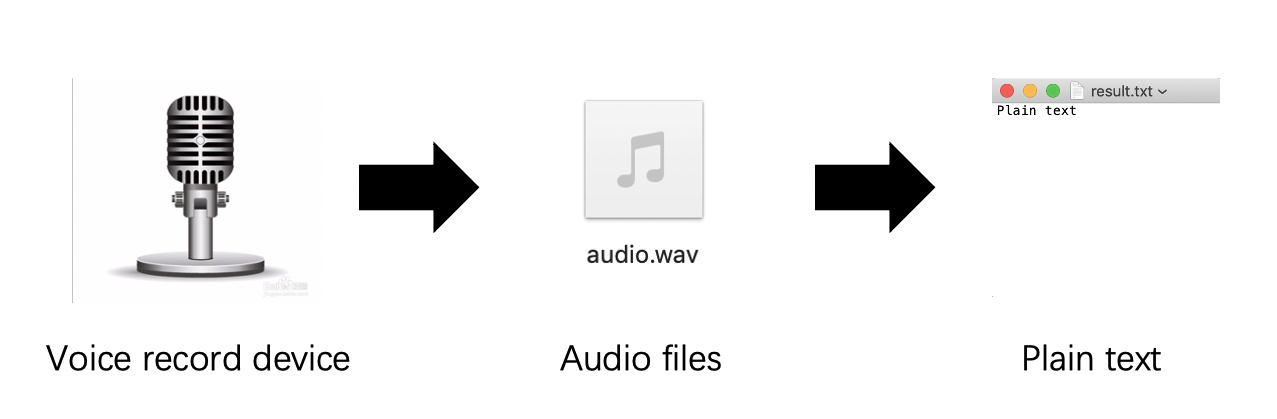 result.txt
Plain text
audio.wav
Voice record device
Audio files
Plain text